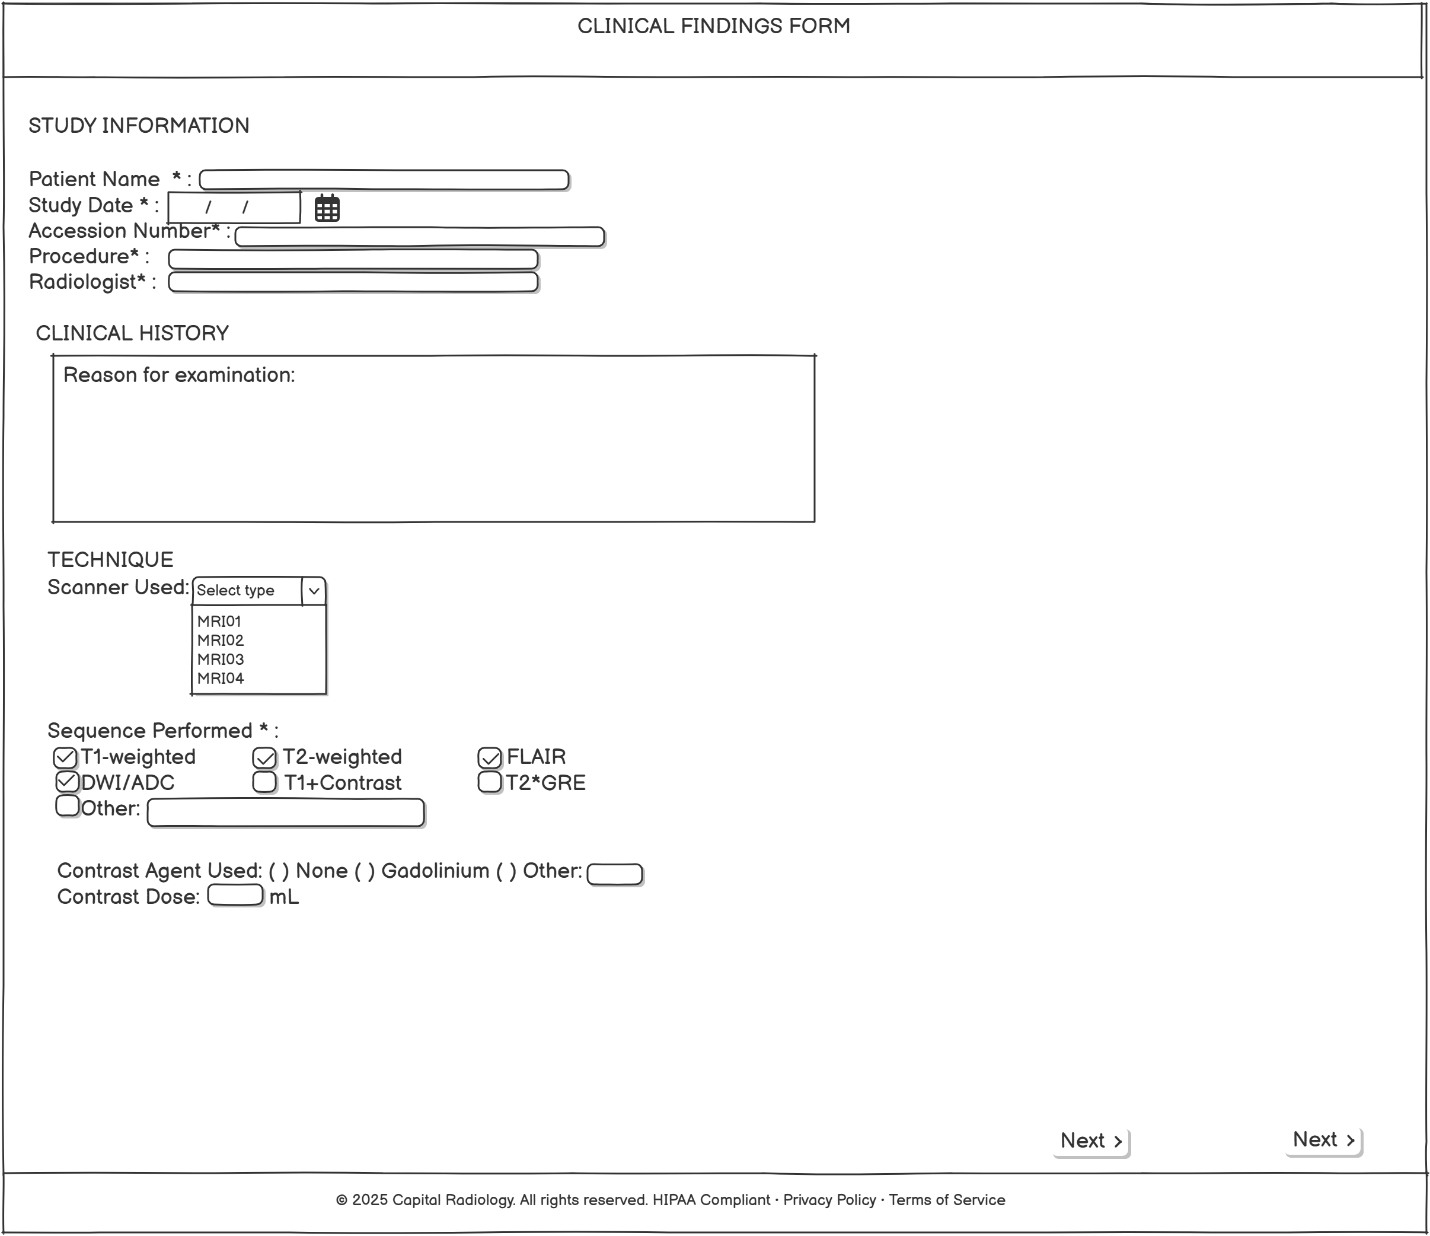 CLINICAL FINDINGS FORM
STUDY INFORMATION
Patient Name * :
Study Date * : / /
Accession Number* :
Procedure* :
Radiologist* :
CLINICAL HISTORY
Reason for examination:
TECHNIQUE
Scanner Used: Select type
MRI01
MRI02
MRI03
MRI04
Sequence Performed * :
T1-weighted T2-weighted FLAIR
DWI/ADC T1+Contrast T2*GRE
Other:
Contrast Agent Used: ( ) None ( ) Gadolinium ( ) Other:
Contrast Dose: mL
Next > Next >
© 2025 Capital Radiology. All rights reserved. HIPAA Compliant · Privacy Policy · Terms of Service